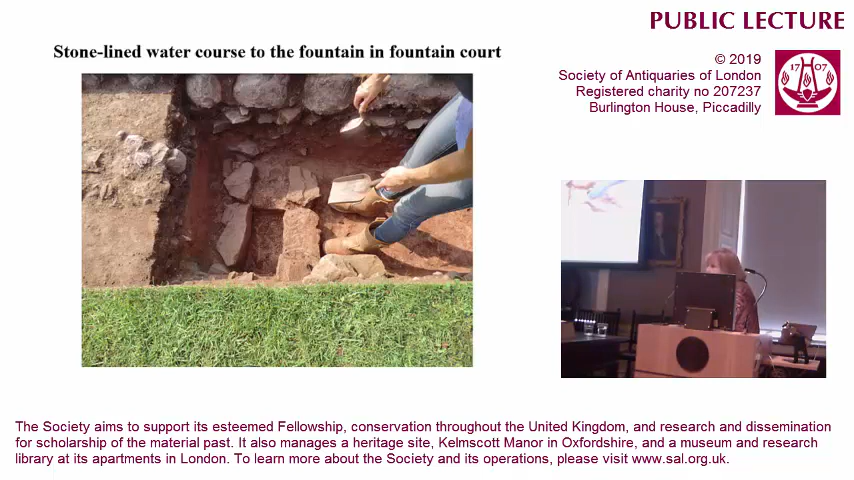 PUBLIC LECTURE
Stone-lined water course to the fountain in fountain court
© 2019
Society of Antiquaries of London
Registered charity no 207237
Burlington House, Piccadilly
17 07
The Society aims to support its esteemed Fellowship, conservation throughout the United Kingdom, and research and dissemination
for scholarship of the material past. It also manages a heritage site, Kelmscott Manor in Oxfordshire, and a museum and research
library at its apartments in London. To learn more about the Society and its operations, please visit www.sal.org.uk.